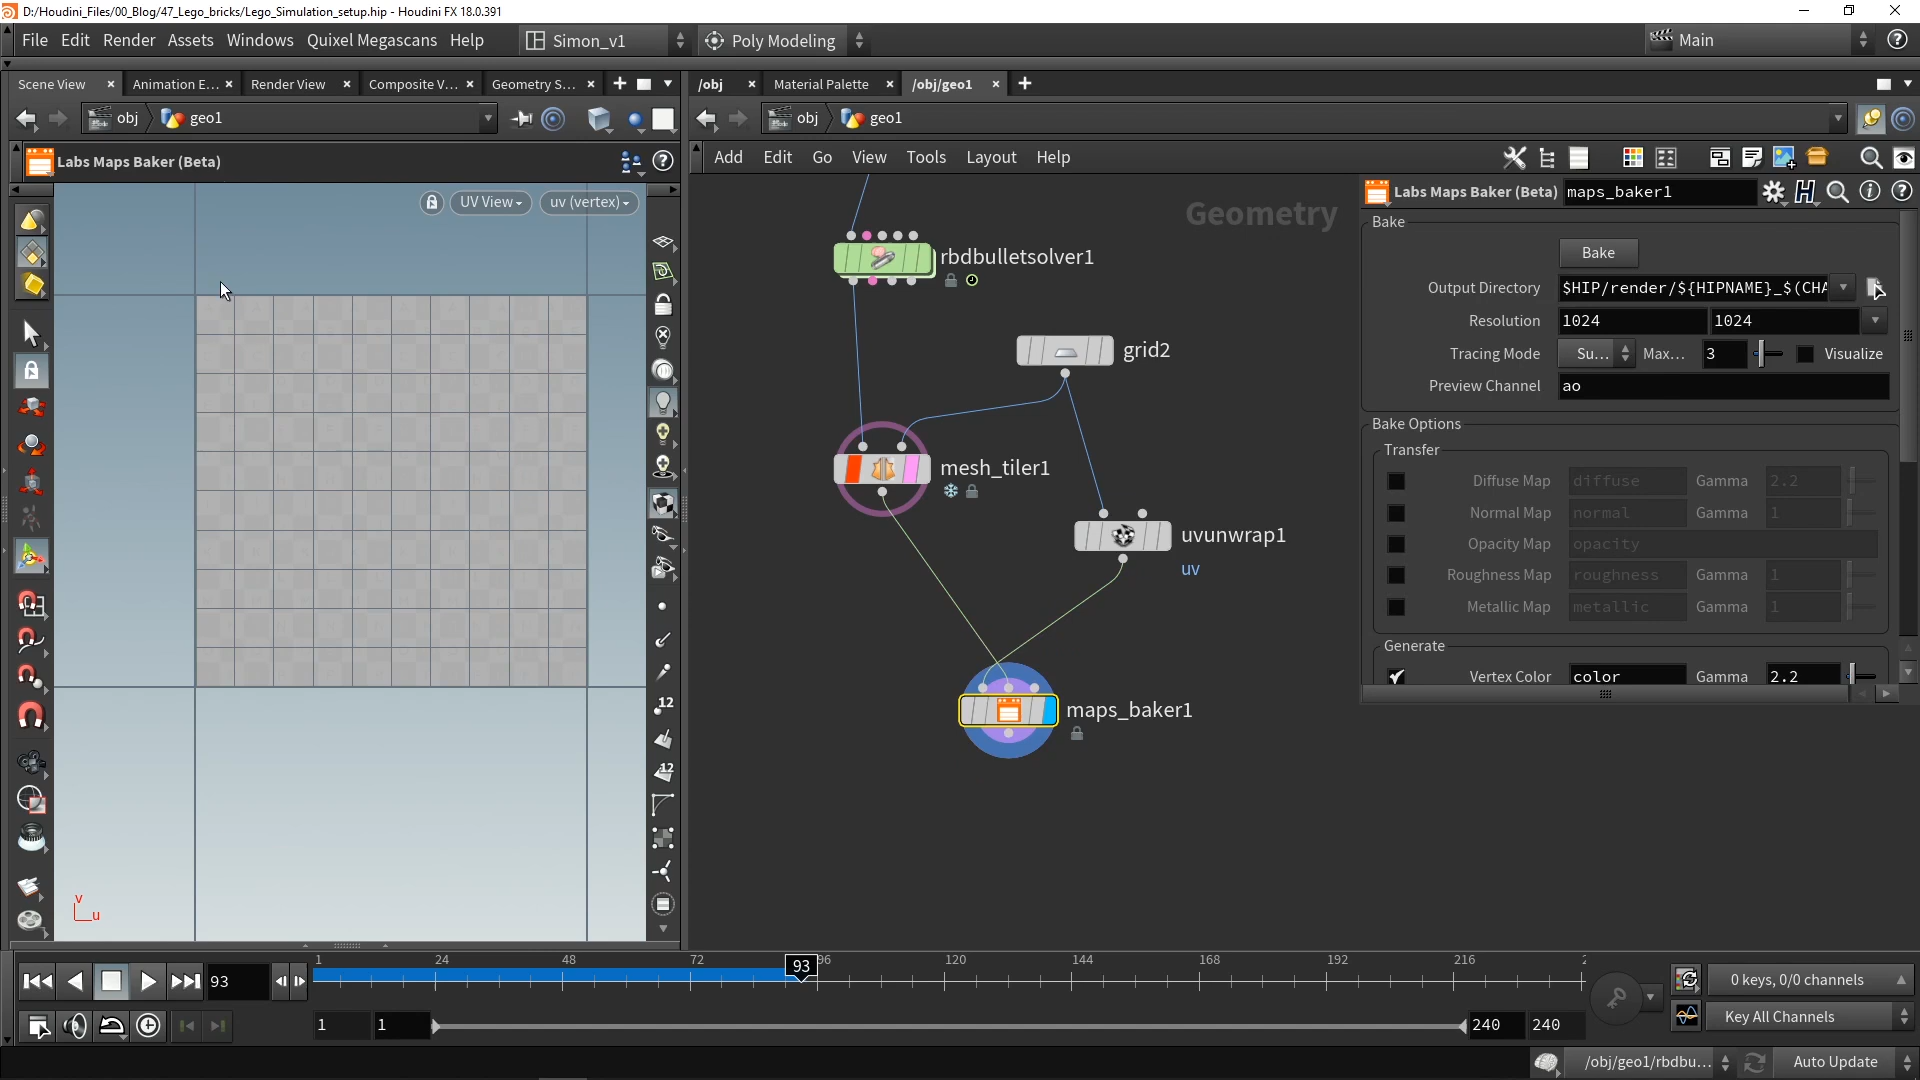 D:/Houdini_Files/00_Blog/47_Lego_bricks/Lego_Simulation_setup.hip - Houdini FX 18.0.391
File Edit Render Assets Windows Quixel Megascans Help Simon_v1 Poly Modeling Main
Scene View Animation E... Render View Composite V... Geometry S...
/obj Material Palette /obj/geo1
obj geo1
obj geo1
Labs Maps Baker (Beta)
Add Edit Go View Tools Layout Help
UV View uv (vertex)
Geometry
Labs Maps Baker (Beta) maps_baker1
Bake
Bake
Output Directory $HIP/render/${HIPNAME}_$(CHA
Resolution 1024 1024
Tracing Mode Su... Max... 3 Visualize
Preview Channel ao
Bake Options
Transfer
Diffuse Map diffuse Gamma 2.2
Normal Map normal Gamma 1
Opacity Map opacity
Roughness Map roughness Gamma 1
Metallic Map metallic Gamma 1
Generate
Vertex Color color Gamma 2.2
rbdbulletsolver1
grid2
mesh_tiler1
uvunwrap1
uv
maps_baker1
12
12
v
u
1 24 48 72 96 120 144 168 192 216 2
93
93
0 keys, 0/0 channels
1 1 240 240
Key All Channels
/obj/geo1/rbdbu... Auto Update